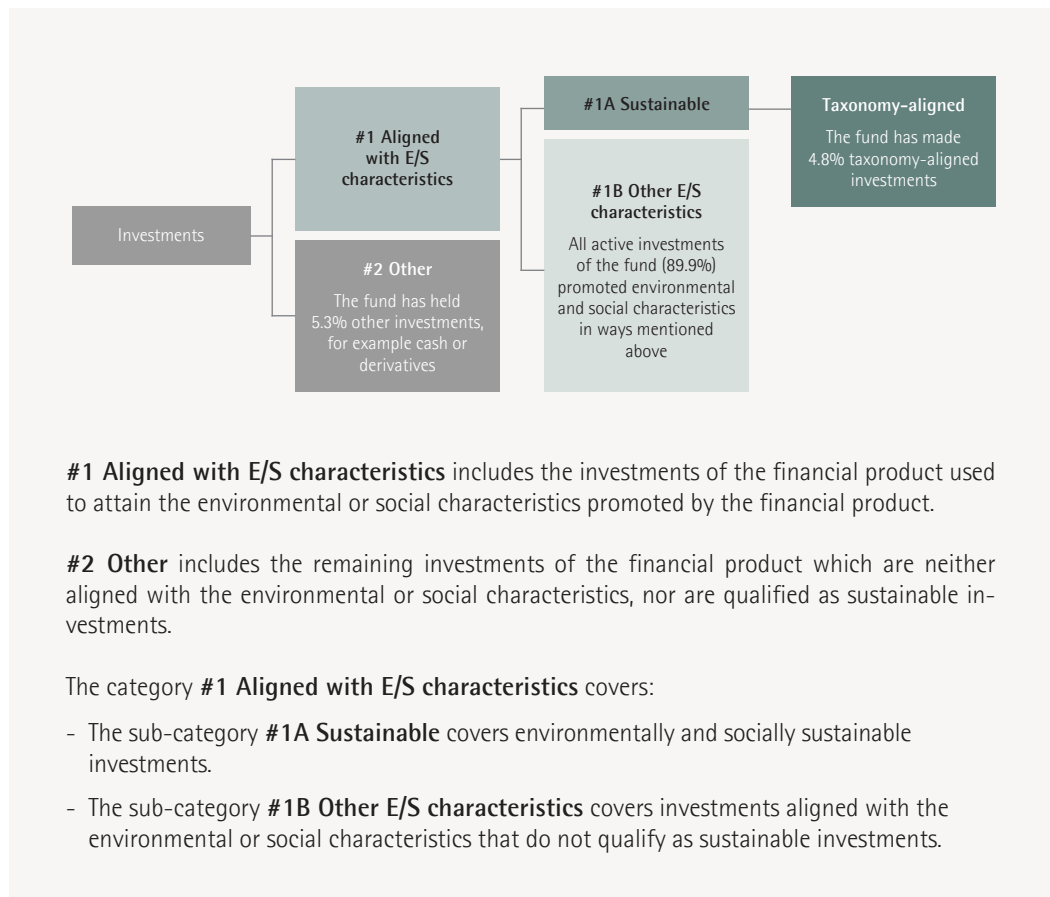 Investments
#1 Aligned
with E/S
characteristics
#2 Other
The fund has held
5.3% other investments,
for example cash or
derivatives
#1A Sustainable
#1B Other E/S
characteristics
All active investments
of the fund (89.9%)
promoted environmental
and social characteristics
in ways mentioned
above
Taxonomy-aligned
The fund has made
4.8% taxonomy-aligned
investments
#1 Aligned with E/S characteristics includes the investments of the financial product used
to attain the environmental or social characteristics promoted by the financial product.
#2 Other includes the remaining investments of the financial product which are neither
aligned with the environmental or social characteristics, nor are qualified as sustainable in-
vestments.
The category #1 Aligned with E/S characteristics covers:
- The sub-category #1A Sustainable covers environmentally and socially sustainable
investments.
- The sub-category #1B Other E/S characteristics covers investments aligned with the
environmental or social characteristics that do not qualify as sustainable investments.